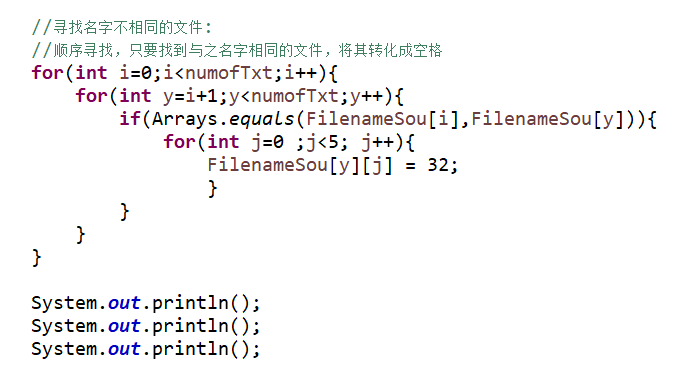 //寻找名字不相同的文件:
//顺序寻找，只要找到与之名字相同的文件，将其转化成空格
for(int i=0;i<numofTxt;i++){
    for(int y=i+1;y<numofTxt;y++){
        if(Arrays.equals(FilenameSou[i],FilenameSou[y])){
            for(int j=0 ;j<5; j++){
                FilenameSou[y][j] = 32;
                }
        }
    }
}

System.out.println();
System.out.println();
System.out.println();